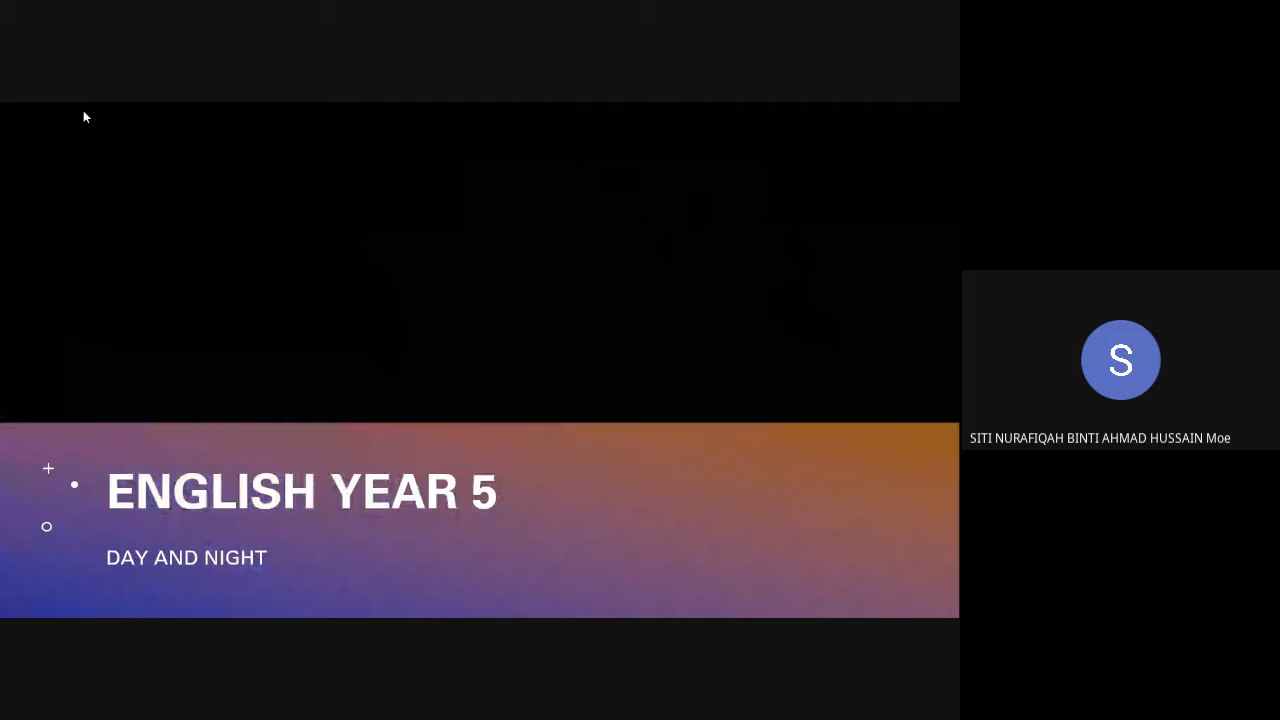 ENGLISH YEAR 5
DAY AND NIGHT
S
SITI NURAFIQAH BINTI AHMAD HUSSAIN Moe